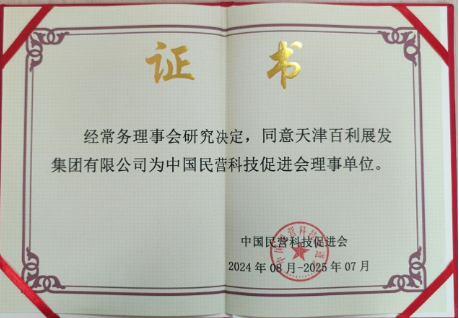 证书
经常务理事会研究决定，同意天津百利展发
集团有限公司为中国民营科技促进会理事单位。
中国民营科技促进会
2024年08月-2025年07月